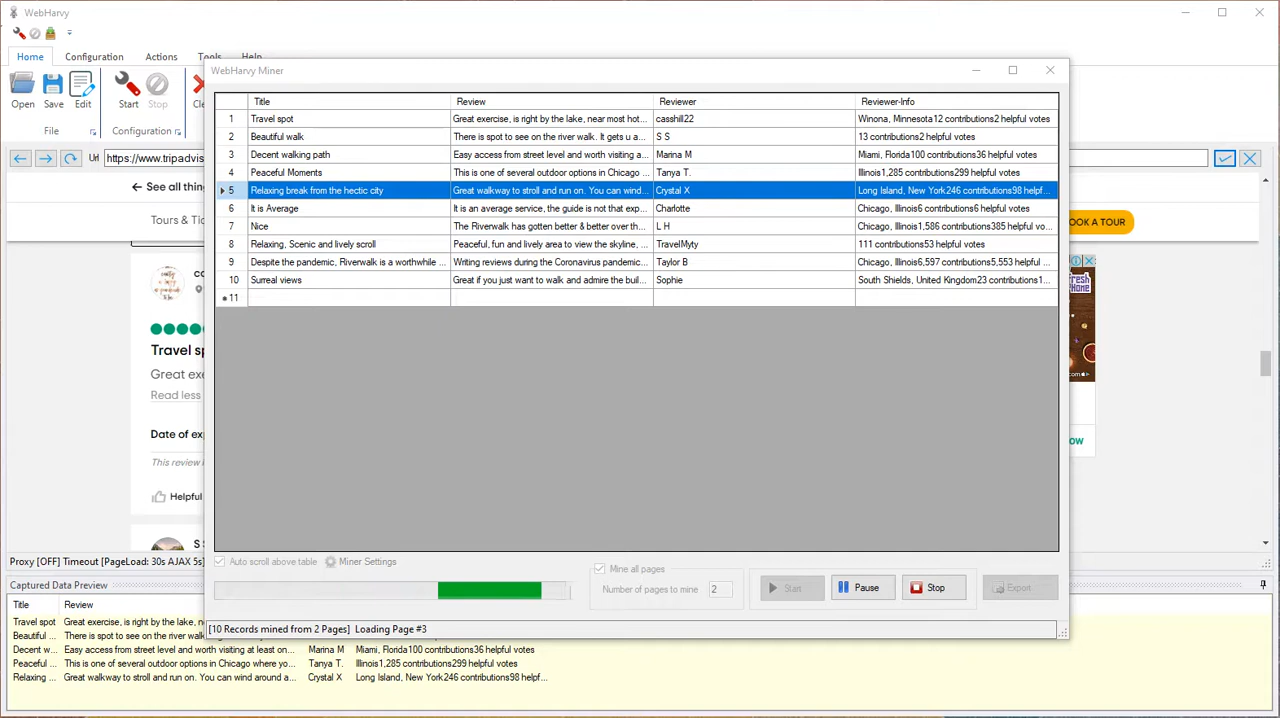 WebHarvy
Home Configuration Actions Tools Help
Open Save Edit Start Stop Cle
File Configuration
Url https://www.tripadvis
See all thing
Tours & Tic
OOK A TOUR
Travel sp
Great exe
Read less
Date of exp
This review i
Helpful
S S
ow
Proxy [OFF] Timeout [PageLoad: 30s AJAX 5s]
WebHarvy Miner
Title Review Reviewer Reviewer-Info
1 Travel spot Great exercise, is right by the lake, near most hot... casshill22 Winona, Minnesota12 contributions2 helpful votes
2 Beautiful walk There is spot to see on the river walk. It gets u a... S S 13 contributions2 helpful votes
3 Decent walking path Easy access from street level and worth visiting a... Marina M Miami, Florida100 contributions36 helpful votes
4 Peaceful Moments This is one of several outdoor options in Chicago ... Tanya T. Illinois1,285 contributions299 helpful votes
5 Relaxing break from the hectic city Great walkway to stroll and run on. You can wind... Crystal X Long Island, New York246 contributions98 helpf...
6 It is Average It is an average service, the guide is not that exp... Charlotte Chicago, Illinois6 contributions6 helpful votes
7 Nice The Riverwalk has gotten better & better over th... L H Chicago, Illinois1,586 contributions385 helpful vo...
8 Relaxing, Scenic and lively scroll Peaceful, fun and lively area to view the skyline, ... TravelMyty 111 contributions53 helpful votes
9 Despite the pandemic, Riverwalk is a worthwhile ... Writing reviews during the Coronavirus pandemic... Taylor B Chicago, Illinois6,597 contributions5,553 helpful ...
10 Surreal views Great if you just want to walk and admire the buil... Sophie South Shields, United Kingdom23 contributions1...
11
Auto scroll above table Miner Settings
Mine all pages
Number of pages to mine 2
Start Pause Stop Export
[10 Records mined from 2 Pages] Loading Page #3
Captured Data Preview
Title Review
Travel spot Great exercise, is right by the lake, n
Beautiful ... There is spot to see on the river walk
Decent w... Easy access from street level and worth visiting at least on... Marina M Miami, Florida100 contributions36 helpful votes
Peaceful ... This is one of several outdoor options in Chicago where yo... Tanya T. Illinois1,285 contributions299 helpful votes
Relaxing ... Great walkway to stroll and run on. You can wind around a... Crystal X Long Island, New York246 contributions98 helpf...